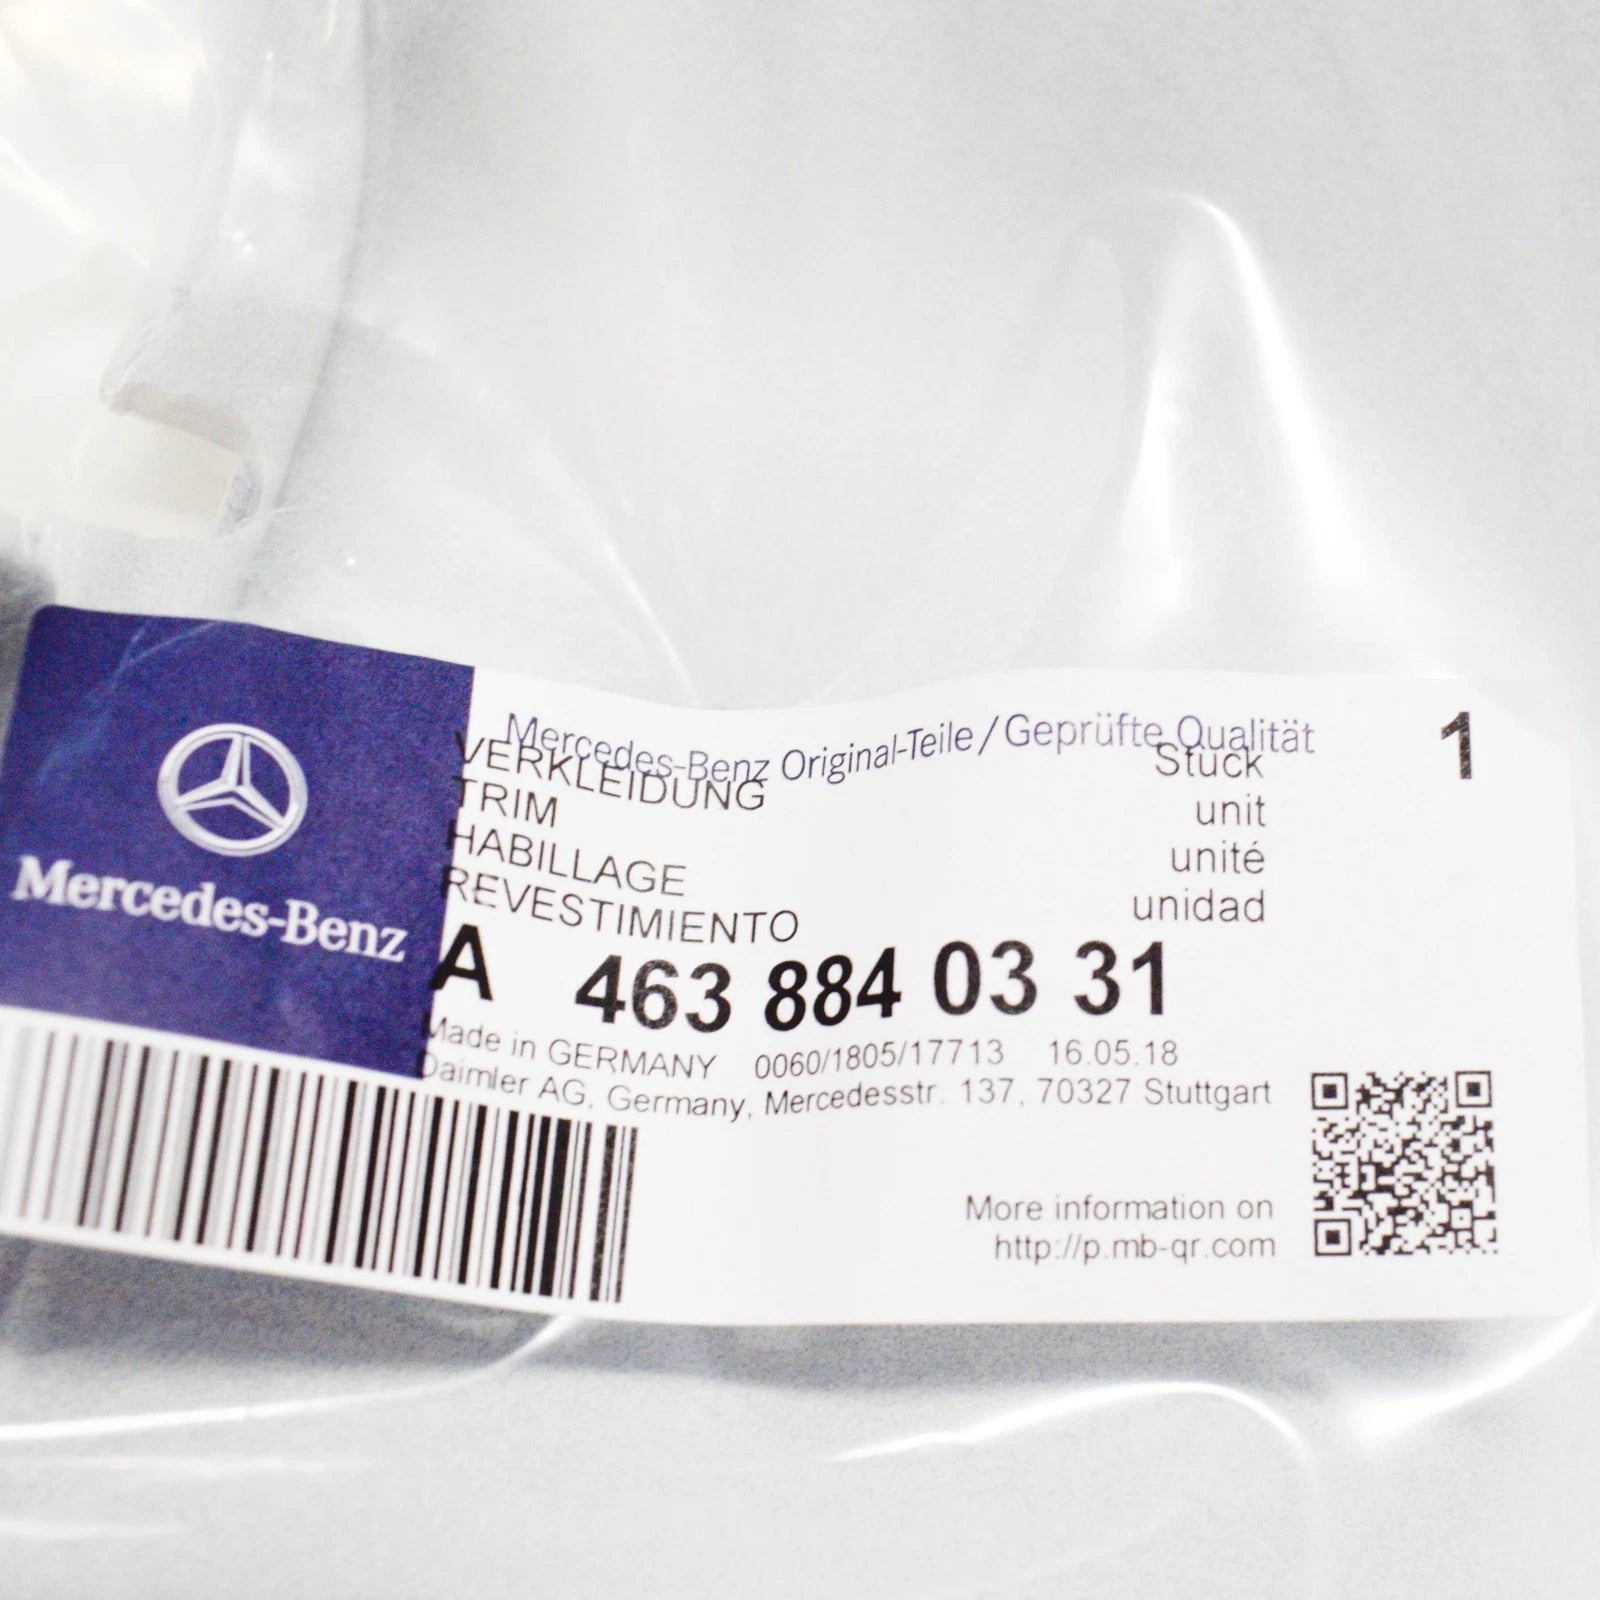 Mercedes-Benz
Mercedes-Benz Original-Teile / Geprüfte Qualität
VERKLEIDUNG Stück 1
TRIM unit
HABILLAGE unité
REVESTIMIENTO unidad
A 463 884 03 31
Made in GERMANY 0060/1805/17713 16.05.18
Daimler AG, Germany, Mercedesstr. 137, 70327 Stuttgart
More information on
http://p.mb-qr.com